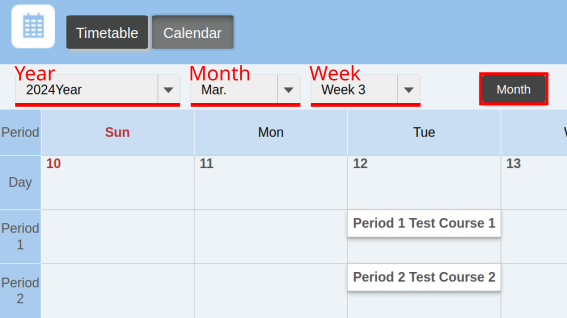 Timetable Calendar
Year Month Week
2024Year Mar. Week 3 Month
Period Sun Mon Tue
Day 10 11 12 13
Period 1 Period 1 Test Course 1
Period 2 Period 2 Test Course 2